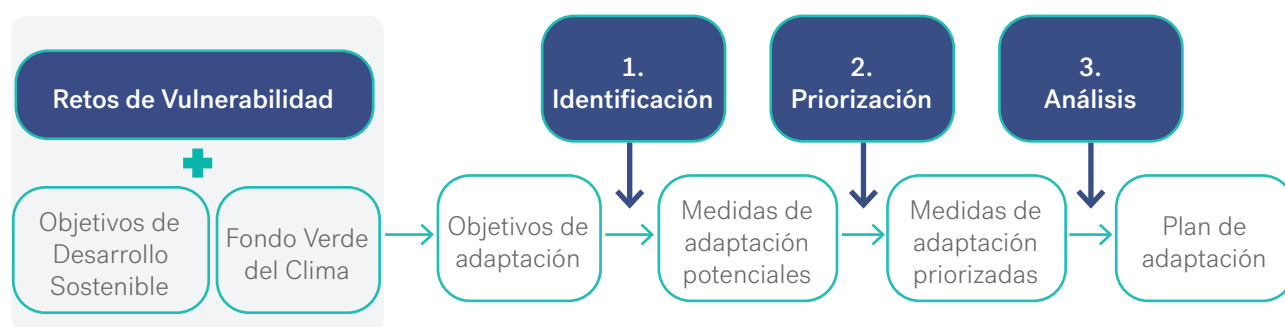 Retos de Vulnerabilidad
Objetivos de
Desarrollo
Sostenible
Fondo Verde
del Clima
1.
Identificación
2.
Priorización
3.
Análisis
Objetivos de
adaptación
Medidas de
adaptación
potenciales
Medidas de
adaptación
priorizadas
Plan de
adaptación